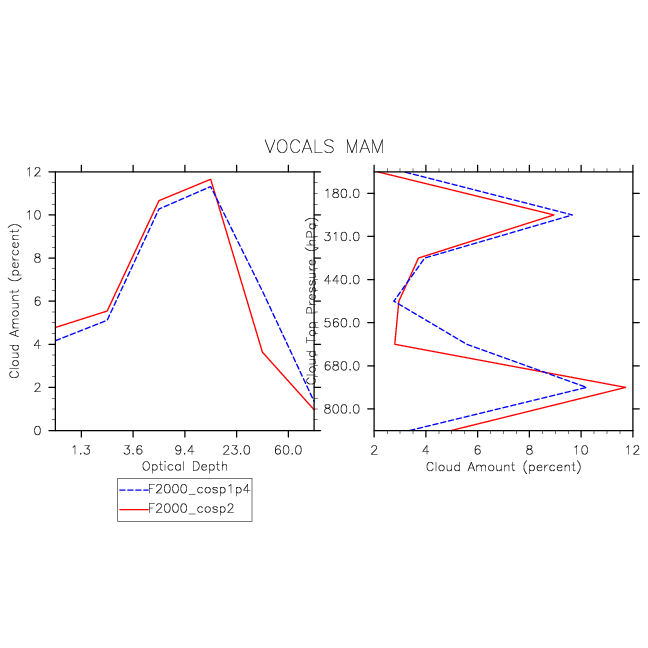 VOCALS MAM
Cloud Amount (percent)
12
10
8
6
4
2
0
1.3 3.6 9.4 23.0 60.0
Optical Depth
Cloud Top Pressure (hPa)
180.0
310.0
440.0
560.0
680.0
800.0
2 4 6 8 10 12
Cloud Amount (percent)
F2000_cosp1p4
F2000_cosp2